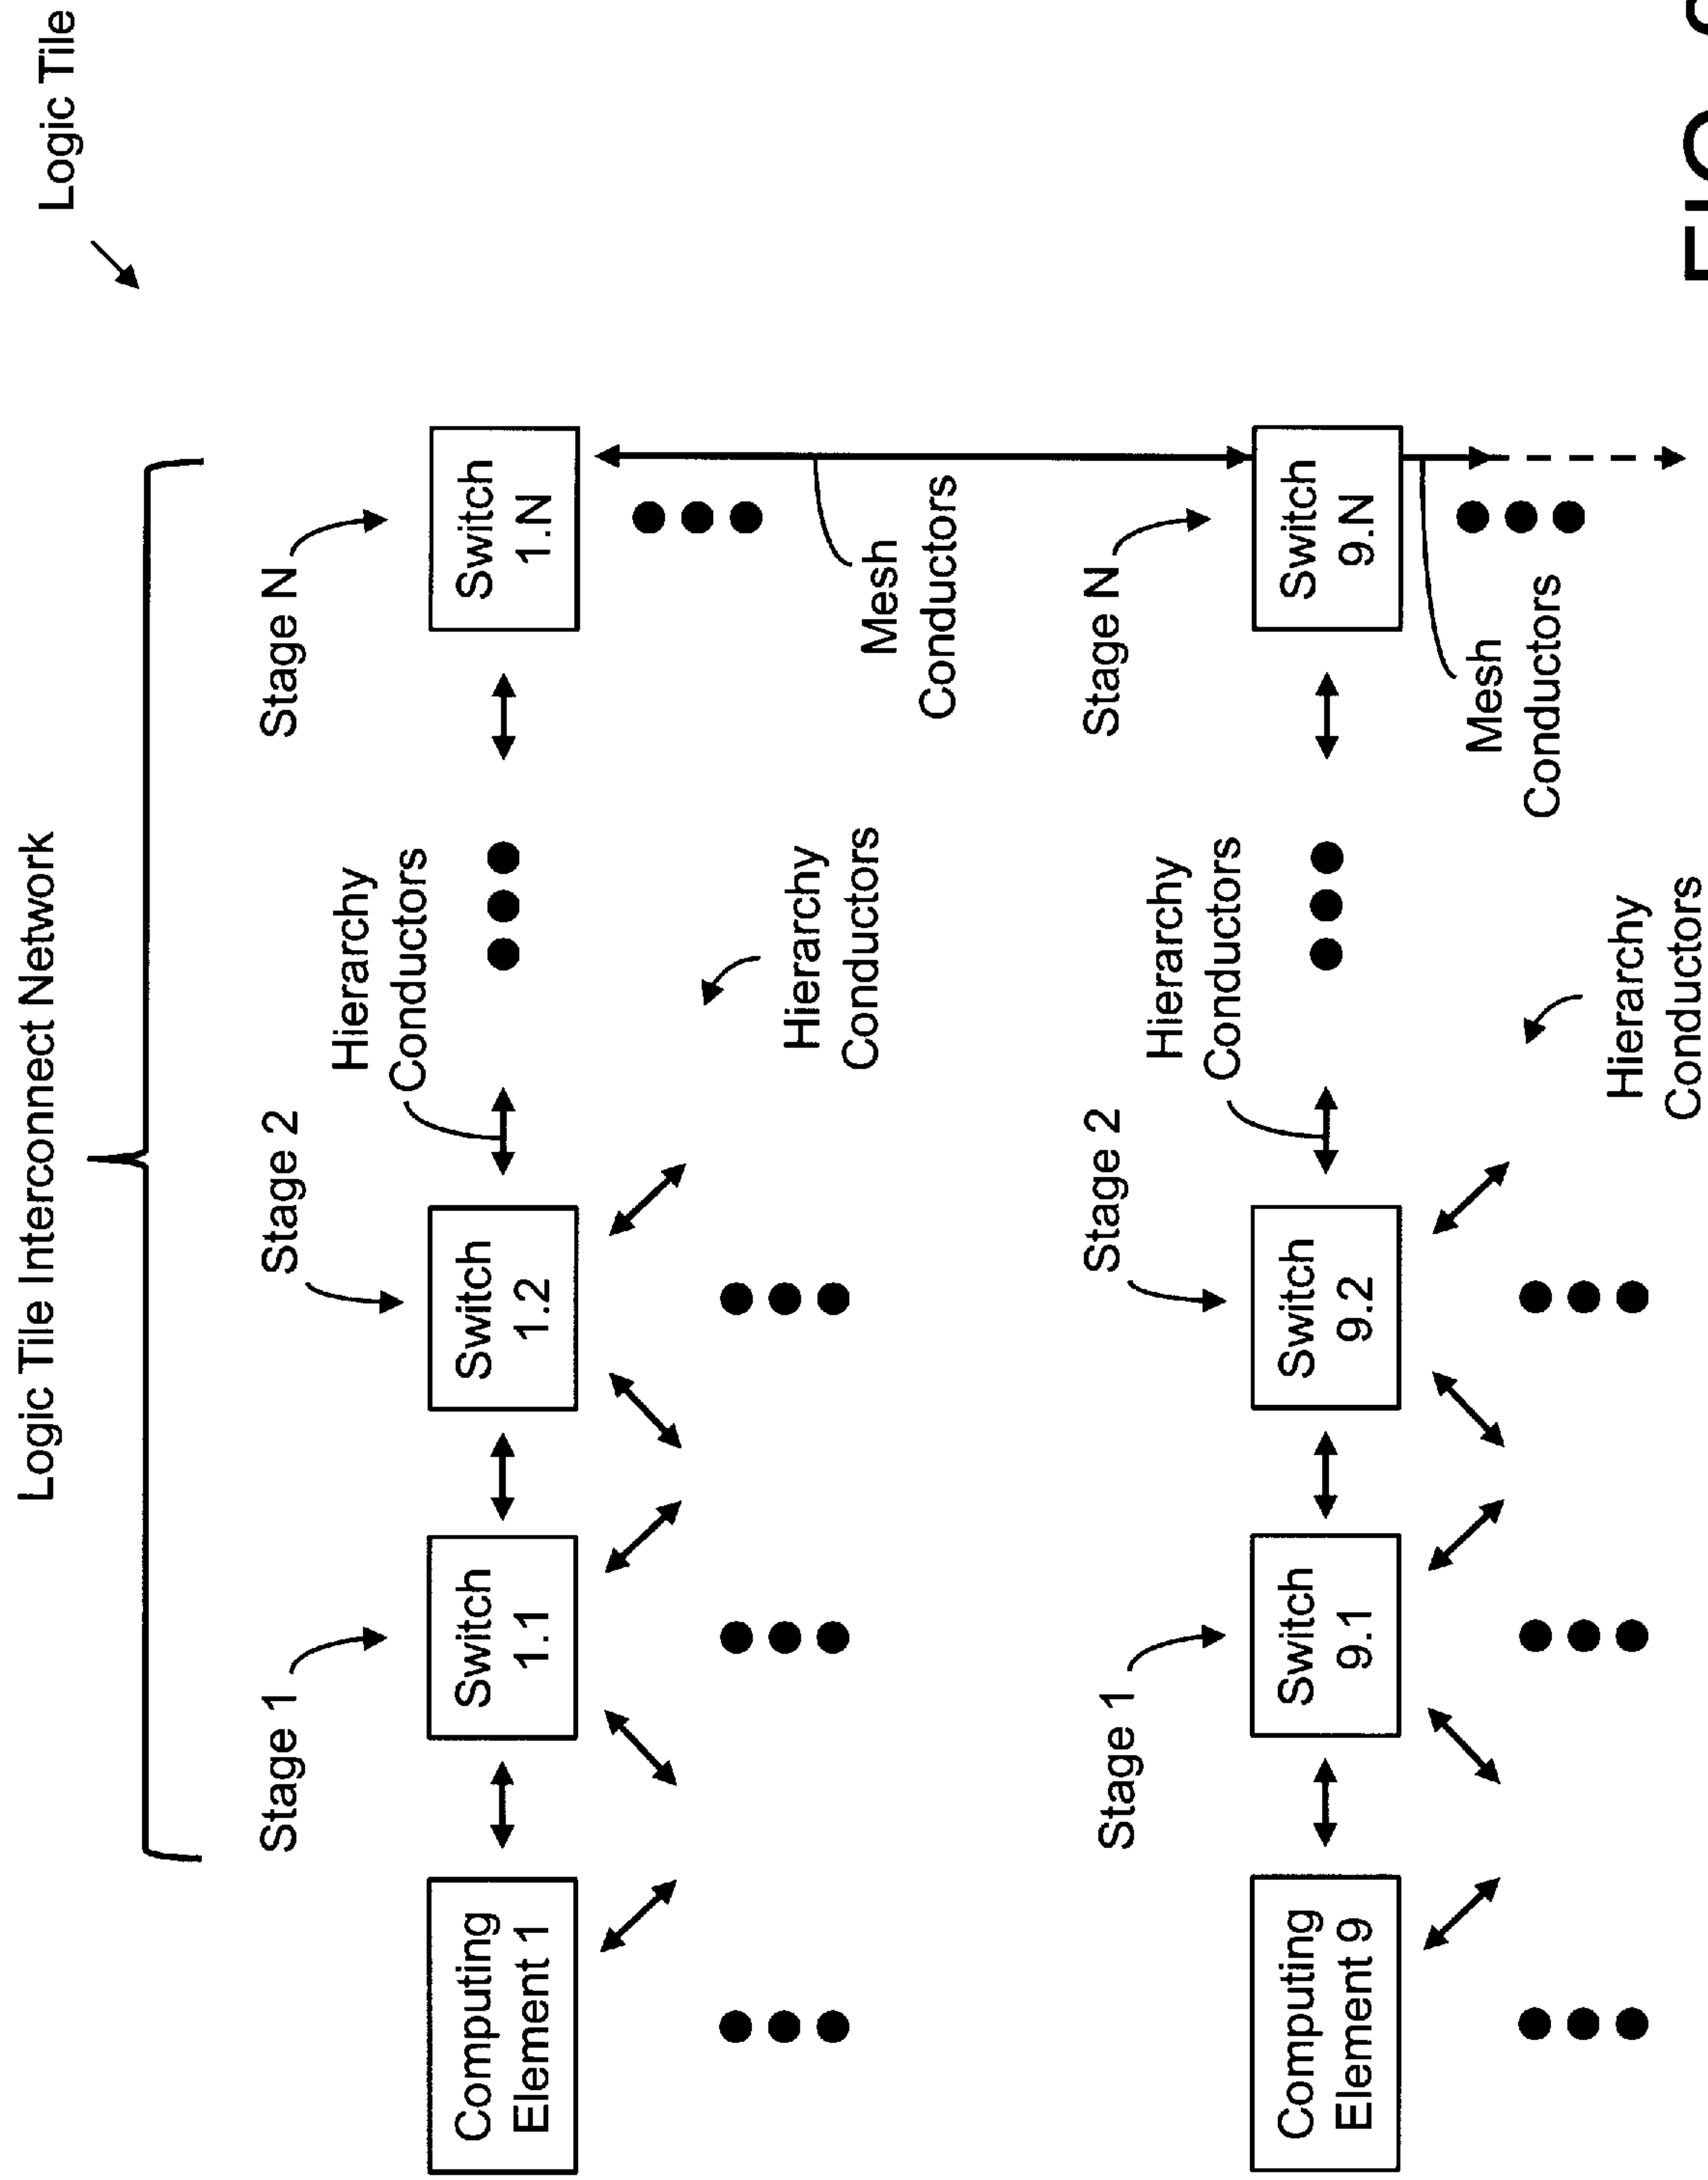 Logic Tile Interconnect Network
Logic Tile
Stage 1
Stage 2
Stage N
Hierarchy
Conductors
Computing
Element 1
Switch
1.1
Switch
1.2
Switch
1.N
Hierarchy
Conductors
Mesh
Conductors
Stage 1
Stage 2
Stage N
Hierarchy
Conductors
Computing
Element 9
Switch
9.1
Switch
9.2
Switch
9.N
Mesh
Conductors
Hierarchy
Conductors